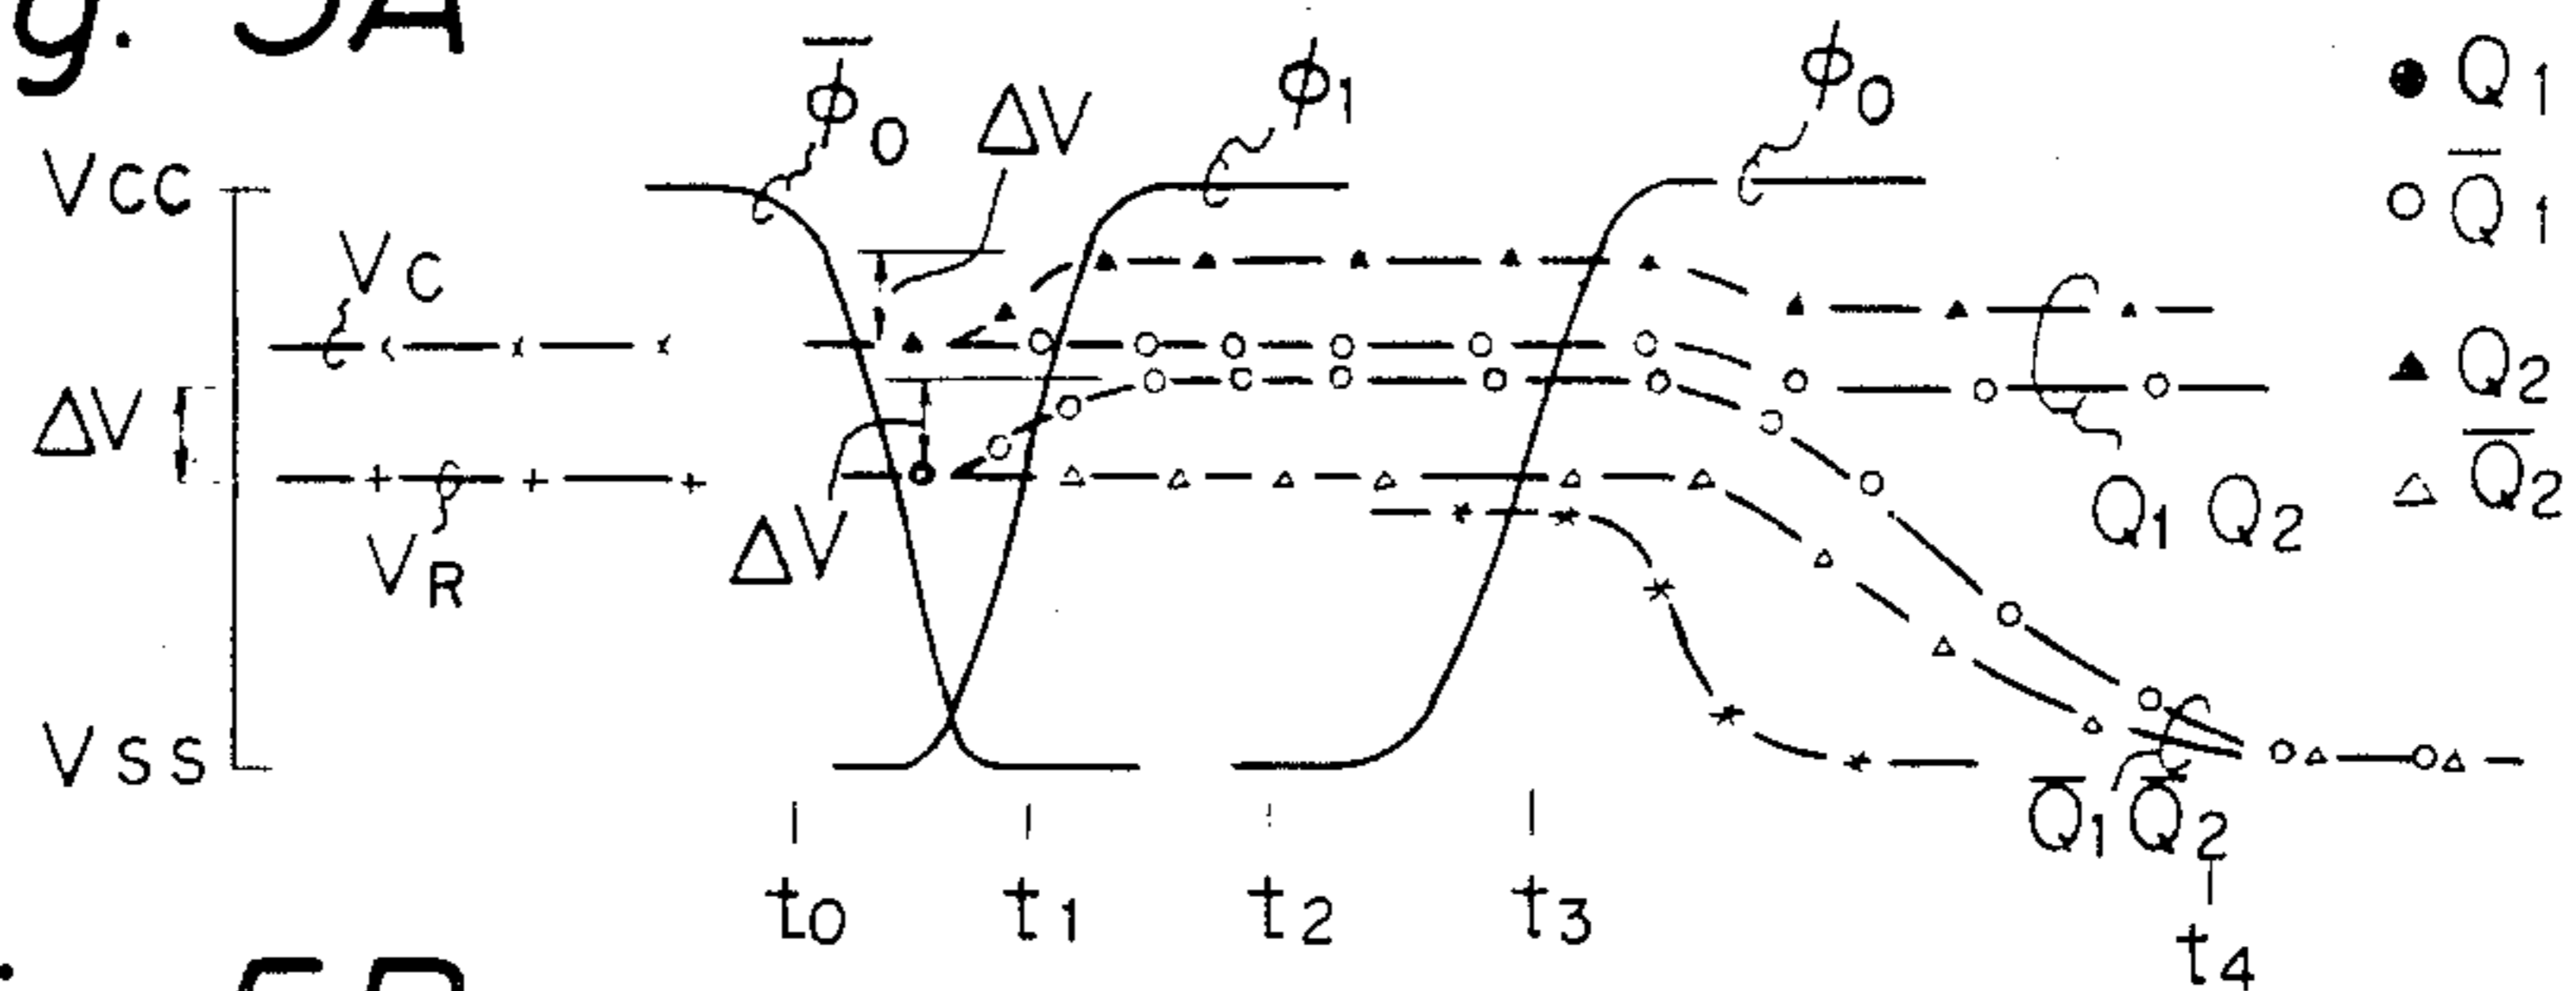 g. 5A
φ̅0
ΔV
φ1
φ0
● Q1
○ Q̅1
▲ Q2
△ Q̅2
VCC
VC
ΔV
VR
ΔV
VSS
Q1 Q2
Q̅1 Q̅2
t0 t1 t2 t3 t4